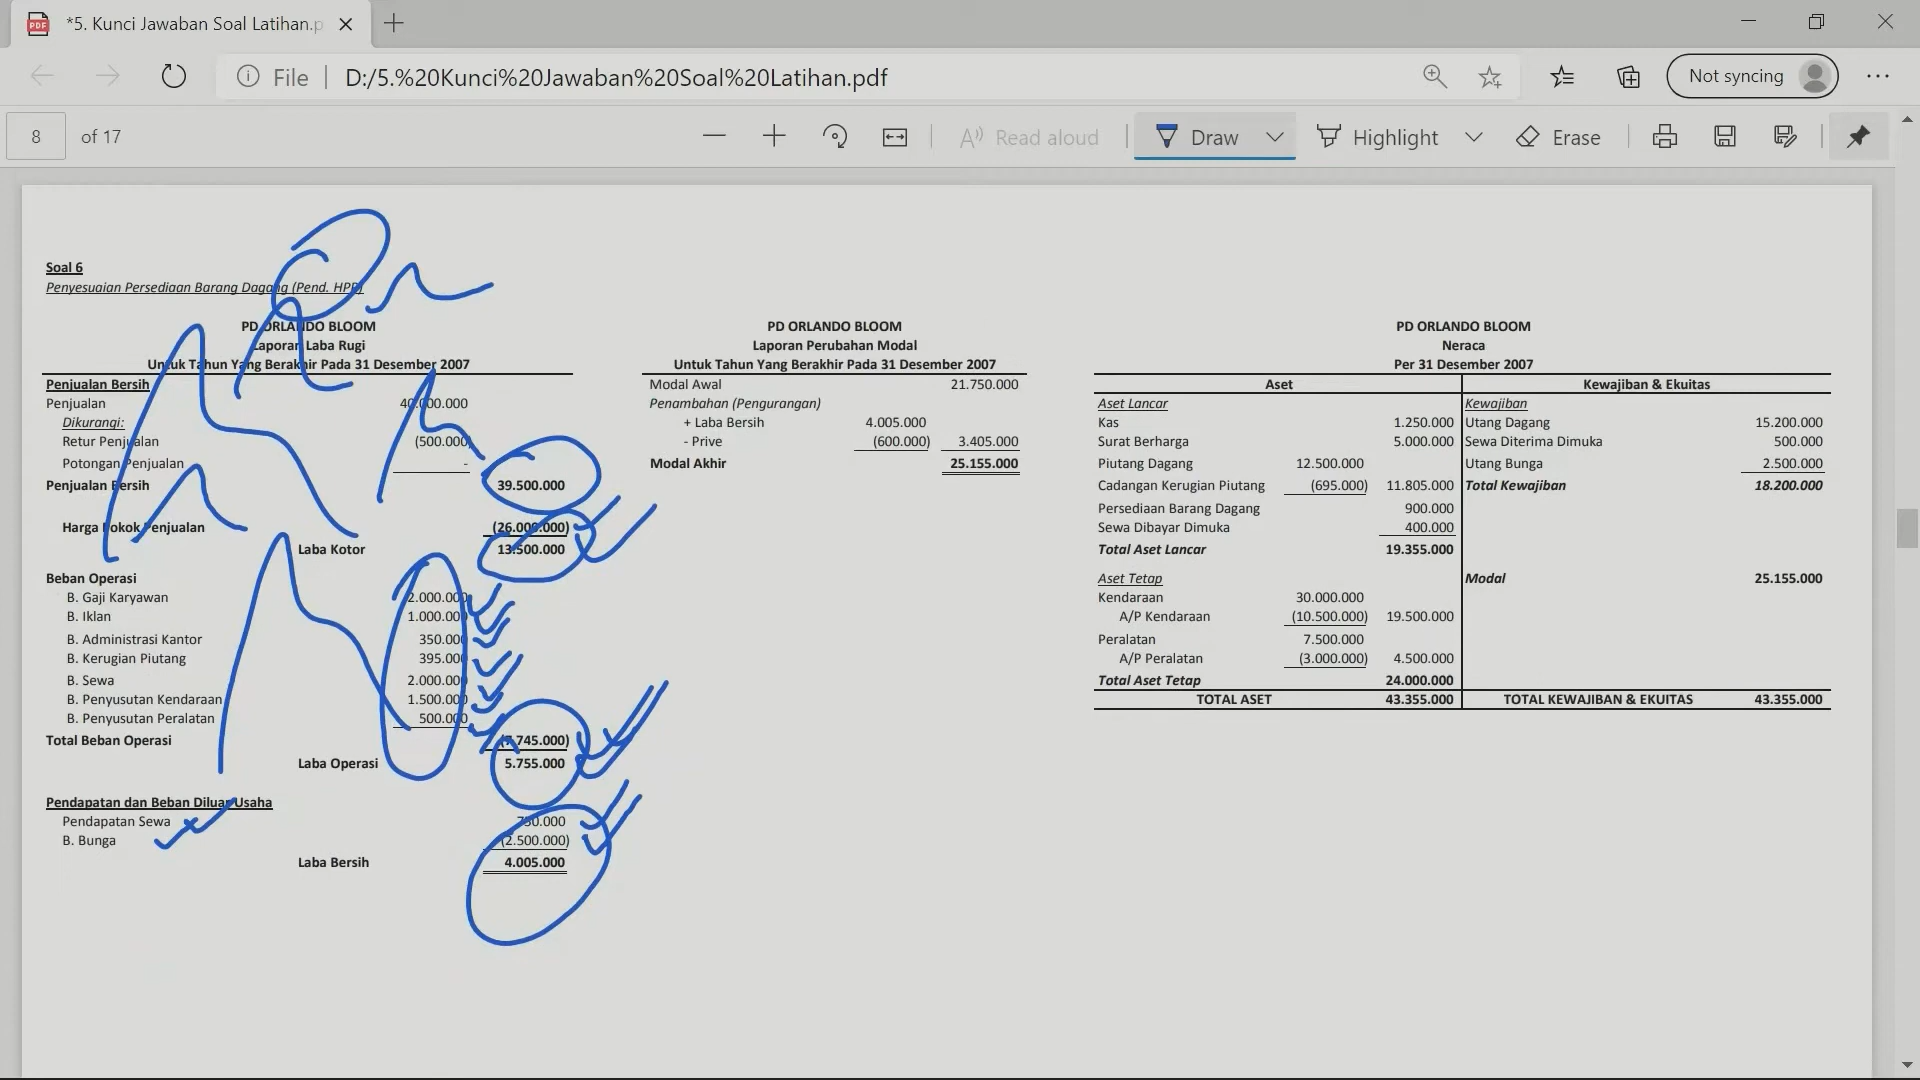 *5. Kunci Jawaban Soal Latihan.p
File | D:/5.%20Kunci%20Jawaban%20Soal%20Latihan.pdf
Not syncing
8 of 17
Read aloud
Draw
Highlight
Erase
Soal 6
Penyesuaian Persediaan Barang Dagang (Pend. HPP)
PD ORLANDO BLOOM
Laporan Laba Rugi
Untuk Tahun Yang Berakhir Pada 31 Desember 2007
Penjualan Bersih
Penjualan 40.000.000
Dikurangi:
Retur Penjualan (500.000)
Potongan Penjualan -
Penjualan Bersih 39.500.000
Harga Pokok Penjualan (26.000.000)
Laba Kotor 13.500.000
Beban Operasi
B. Gaji Karyawan 2.000.000
B. Iklan 1.000.000
B. Administrasi Kantor 350.000
B. Kerugian Piutang 395.000
B. Sewa 2.000.000
B. Penyusutan Kendaraan 1.500.000
B. Penyusutan Peralatan 500.000
Total Beban Operasi (7.745.000)
Laba Operasi 5.755.000
Pendapatan dan Beban Diluar Usaha
Pendapatan Sewa 750.000
B. Bunga (2.500.000)
Laba Bersih 4.005.000
PD ORLANDO BLOOM
Laporan Perubahan Modal
Untuk Tahun Yang Berakhir Pada 31 Desember 2007
Modal Awal 21.750.000
Penambahan (Pengurangan)
+ Laba Bersih 4.005.000
- Prive (600.000) 3.405.000
Modal Akhir 25.155.000
PD ORLANDO BLOOM
Neraca
Per 31 Desember 2007
Aset Kewajiban & Ekuitas
Aset Lancar Kewajiban
Kas 1.250.000 Utang Dagang 15.200.000
Surat Berharga 5.000.000 Sewa Diterima Dimuka 500.000
Piutang Dagang 12.500.000 Utang Bunga 2.500.000
Cadangan Kerugian Piutang (695.000) 11.805.000 Total Kewajiban 18.200.000
Persediaan Barang Dagang 900.000
Sewa Dibayar Dimuka 400.000
Total Aset Lancar 19.355.000
Aset Tetap Modal 25.155.000
Kendaraan 30.000.000
A/P Kendaraan (10.500.000) 19.500.000
Peralatan 7.500.000
A/P Peralatan (3.000.000) 4.500.000
Total Aset Tetap 24.000.000
TOTAL ASET 43.355.000 TOTAL KEWAJIBAN & EKUITAS 43.355.000